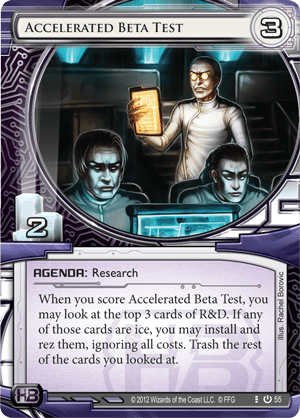 Accelerated Beta Test
3
2
AGENDA: Research
When you score Accelerated Beta Test, you
may look at the top 3 cards of R&D. If any
of those cards are ice, you may install and
rez them, ignoring all costs. Trash the rest
of the cards you looked at.
Illus. Rachel Borovic
HB
HB
© 2012 Wizards of the Coast LLC. © FFG
55